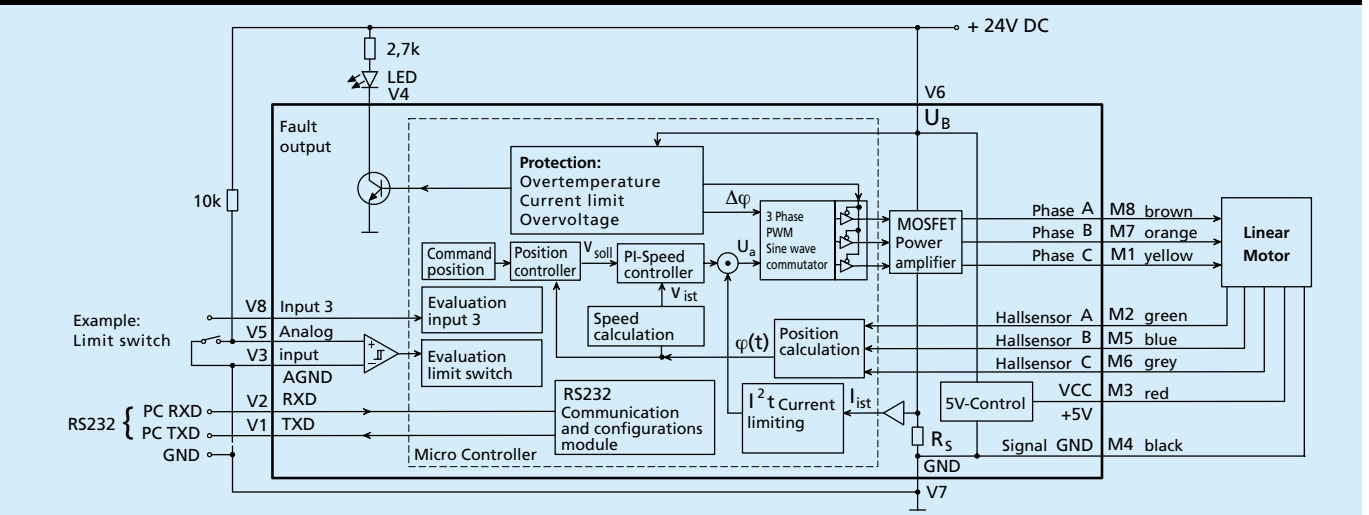 + 24V DC
2,7k
LED
V4
V6
U_B
Fault
output
Protection:
Overtemperature
Current limit
Overvoltage
10k
Δφ
3 Phase
PWM
Sine wave
commutator
MOSFET
Power
amplifier
Phase A M8 brown
Phase B M7 orange
Phase C M1 yellow
Linear
Motor
Command
position
Position
controller
v_soll
PI-Speed
controller
U_a
v_ist
Example:
Limit switch
V8 Input 3
V5 Analog
V3 input
AGND
Evaluation
input 3
Evaluation
limit switch
Speed
calculation
φ(t)
Position
calculation
Hallsensor A M2 green
Hallsensor B M5 blue
Hallsensor C M6 grey
RS232 {
PC RXD V2 RXD
PC TXD V1 TXD
GND
RS232
Communication
and configurations
module
I²t Current
limiting
I_ist
5V-Control
VCC M3 red
+5V
R_S
Signal GND M4 black
Micro Controller
GND
V7